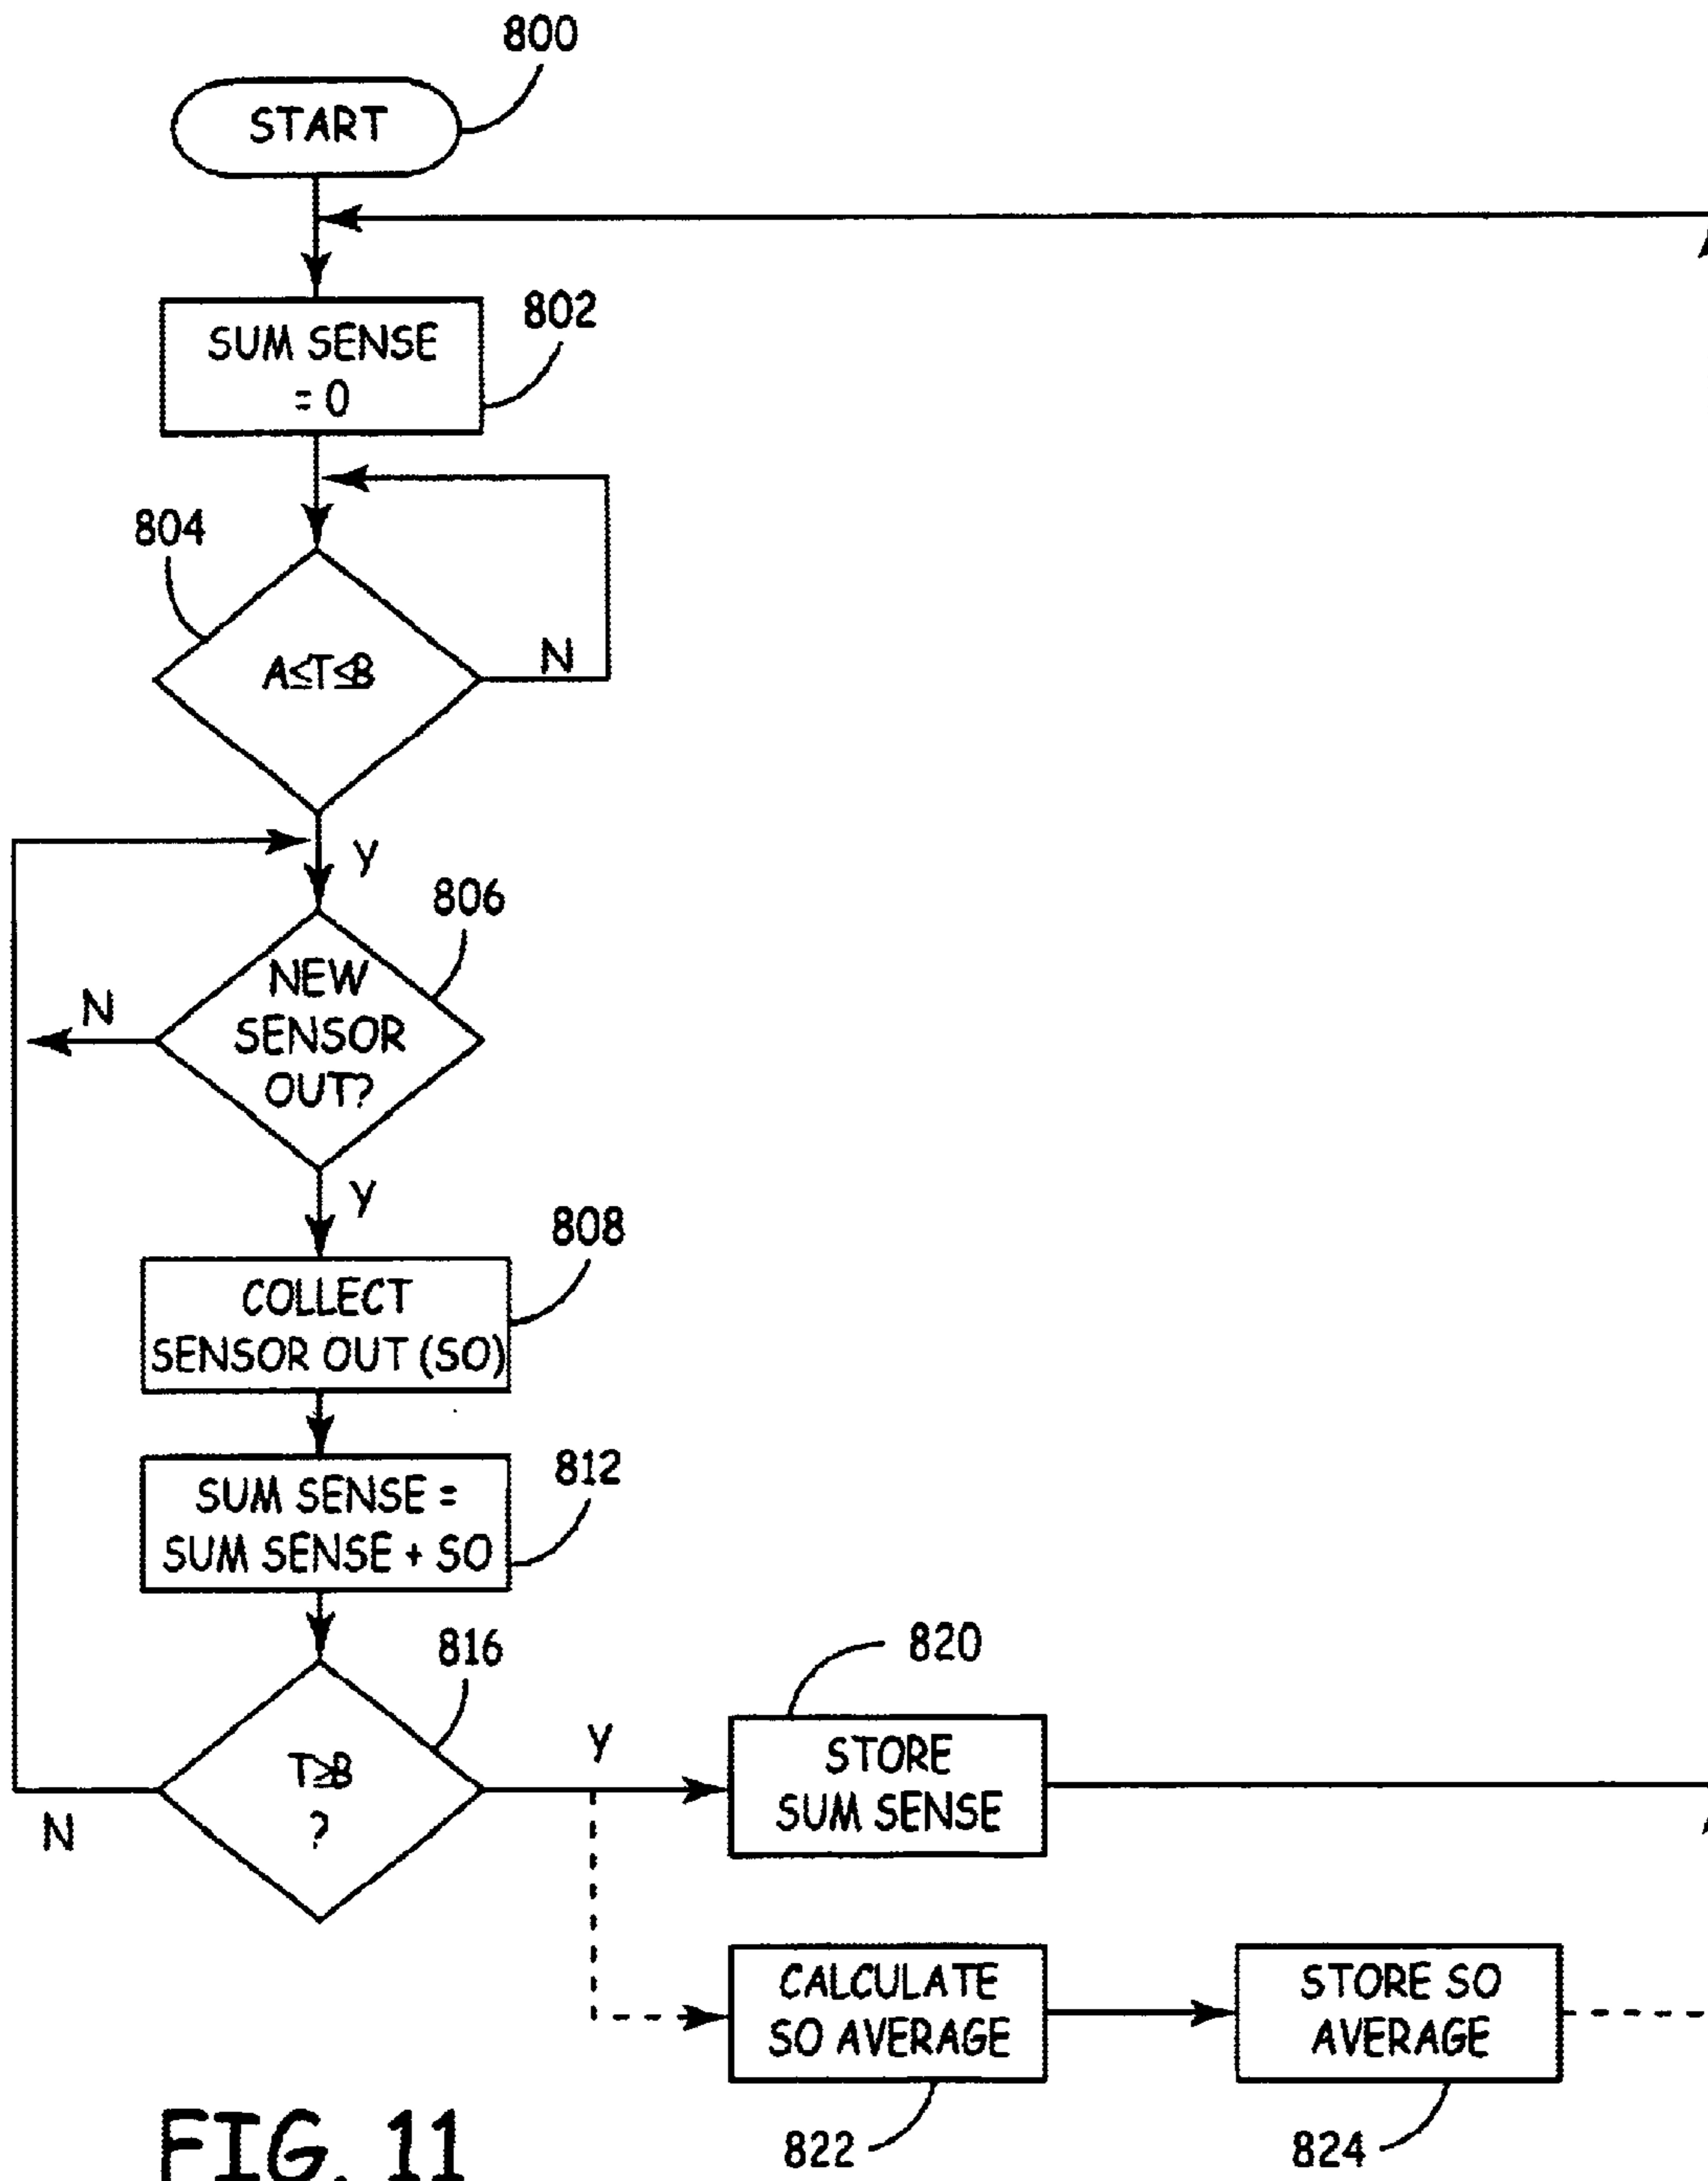 800
START
802
SUM SENSE
= 0
804
A≤T≤B
N
Y
806
NEW
SENSOR
OUT?
N
Y
808
COLLECT
SENSOR OUT (SO)
812
SUM SENSE =
SUM SENSE + SO
816
T≥B
?
N
Y
820
STORE
SUM SENSE
CALCULATE
SO AVERAGE
822
STORE SO
AVERAGE
824
FIG. 11